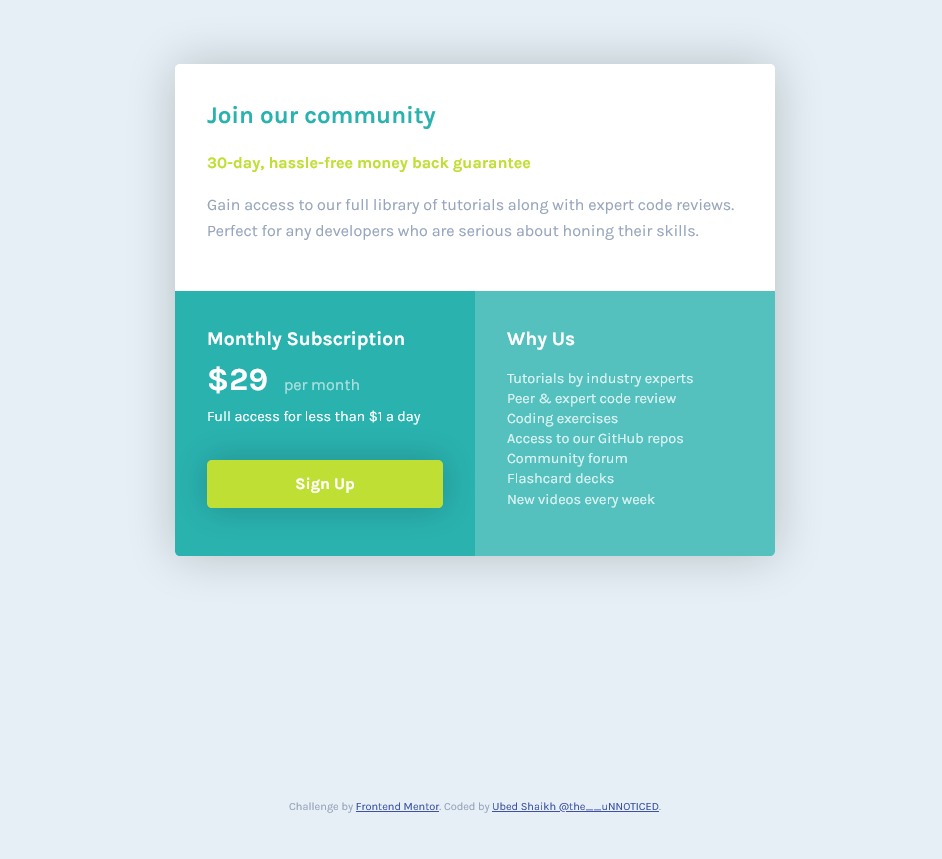 Join our community
30-day, hassle-free money back guarantee
Gain access to our full library of tutorials along with expert code reviews.
Perfect for any developers who are serious about honing their skills.
Monthly Subscription
$29 per month
Full access for less than $1 a day
Sign Up
Why Us
Tutorials by industry experts
Peer & expert code review
Coding exercises
Access to our GitHub repos
Community forum
Flashcard decks
New videos every week
Challenge by Frontend Mentor. Coded by Ubed Shaikh @the__uNNOTICED.